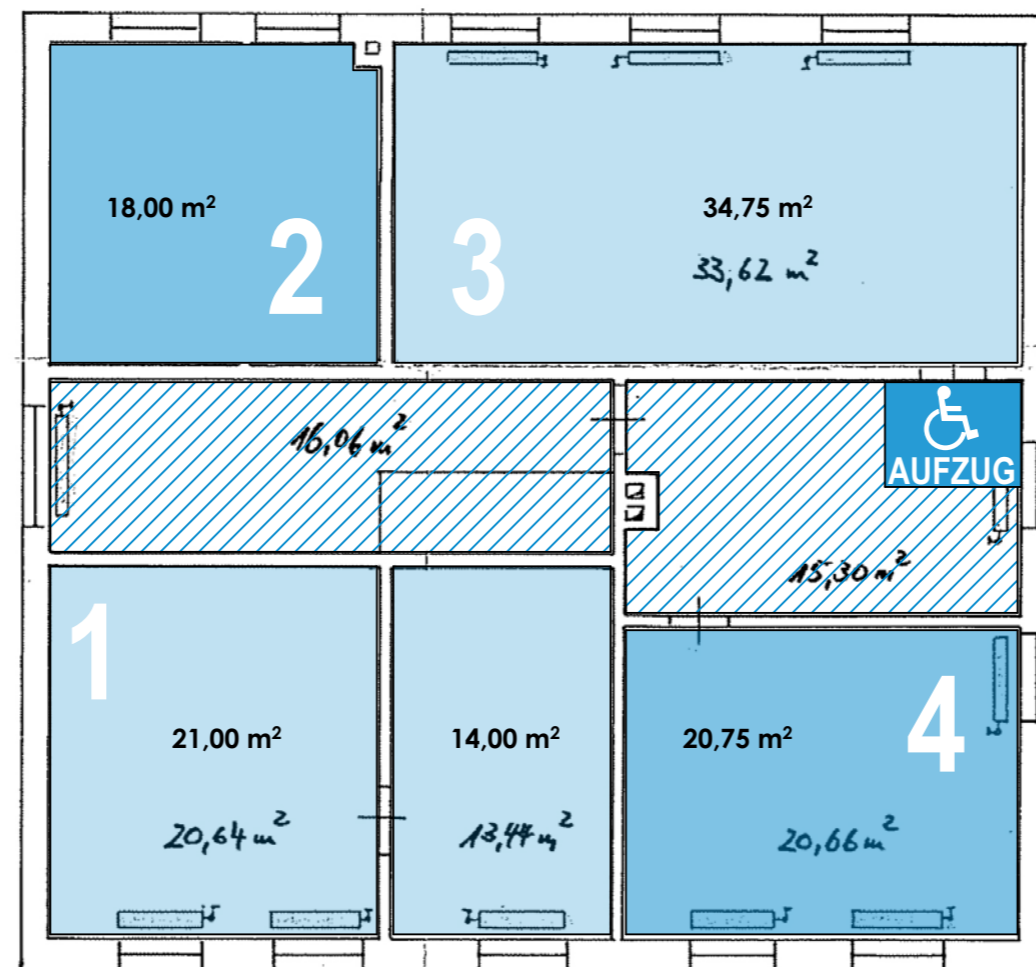 18,00 m²
2
3
34,75 m²
33,62 m²
16,06 m²
AUFZUG
15,30 m²
1
21,00 m²
20,64 m²
14,00 m²
13,44 m²
4
20,75 m²
20,66 m²